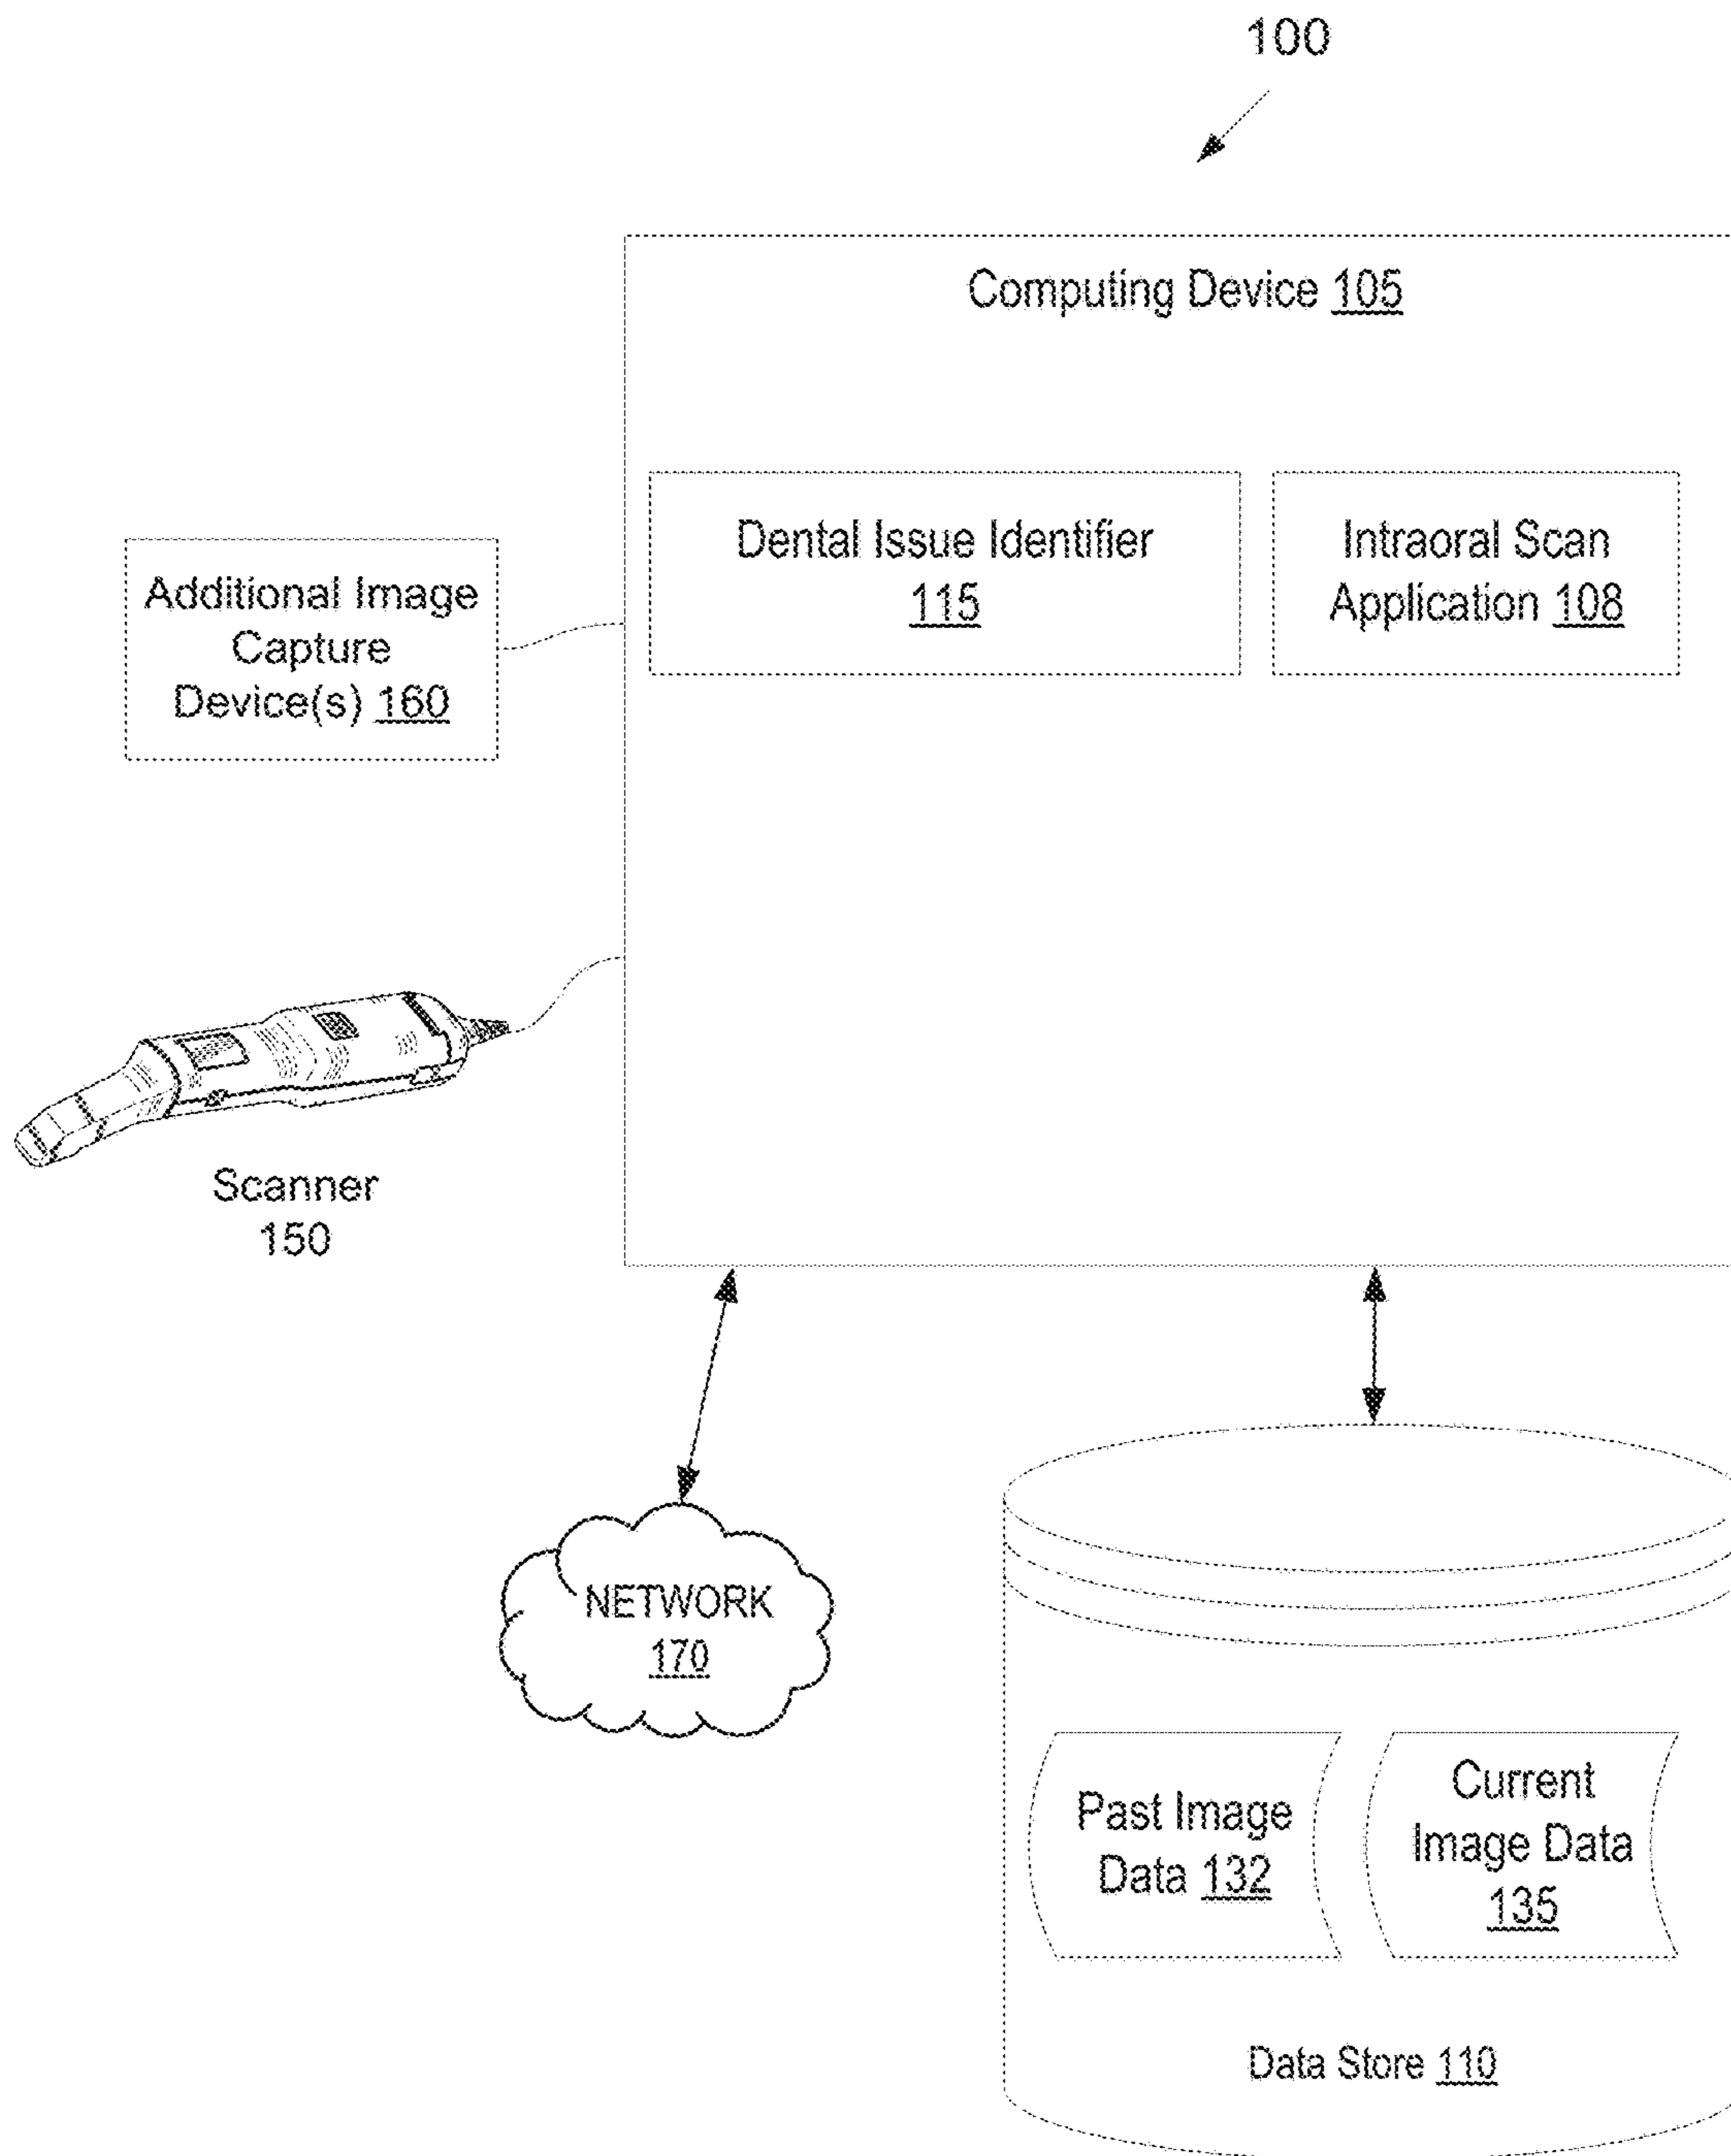 100
Computing Device 105
Dental Issue Identifier
115
Intraoral Scan
Application 108
Additional Image
Capture
Device(s) 160
Scanner
150
NETWORK
170
Past Image
Data 132
Current
Image Data
135
Data Store 110